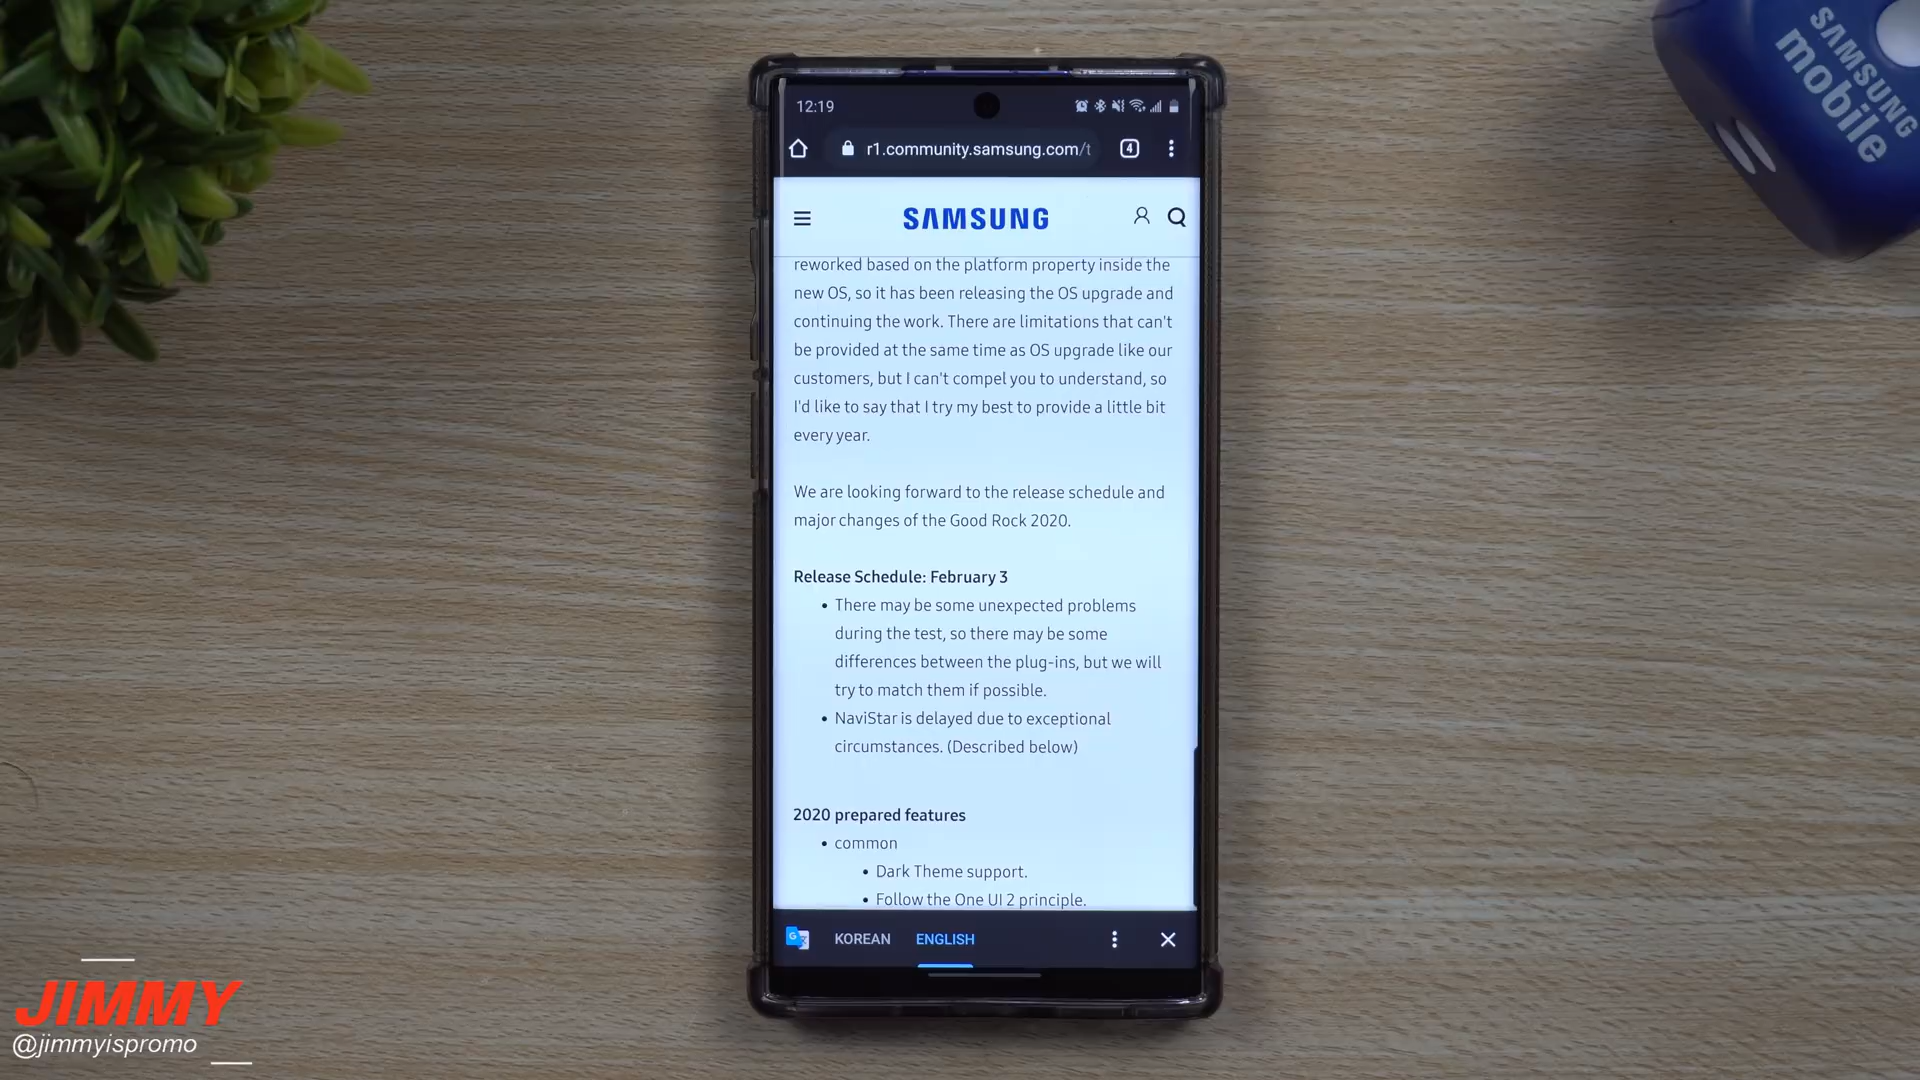 SAMSUNG
mobile
12:19
r1.community.samsung.com/t
4
SAMSUNG
reworked based on the platform property inside the
new OS, so it has been releasing the OS upgrade and
continuing the work. There are limitations that can't
be provided at the same time as OS upgrade like our
customers, but I can't compel you to understand, so
I'd like to say that I try my best to provide a little bit
every year.
We are looking forward to the release schedule and
major changes of the Good Rock 2020.
Release Schedule: February 3
• There may be some unexpected problems
during the test, so there may be some
differences between the plug-ins, but we will
try to match them if possible.
• NaviStar is delayed due to exceptional
circumstances. (Described below)
2020 prepared features
• common
• Dark Theme support.
• Follow the One UI 2 principle.
G KOREAN ENGLISH
JIMMY
@jimmyispromo